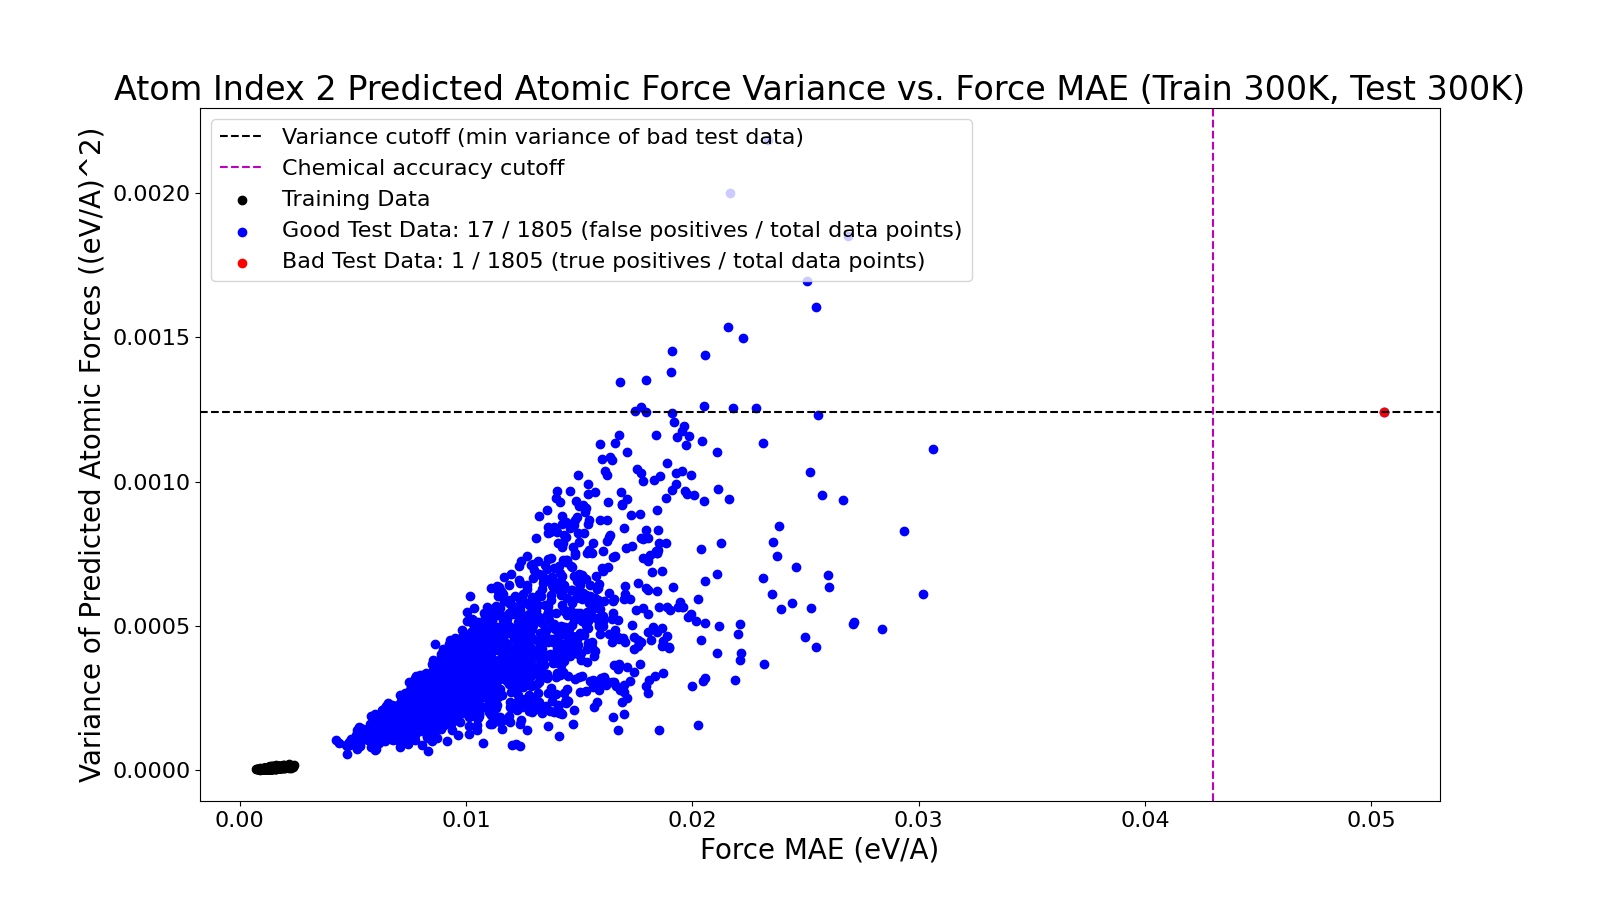 Atom Index 2 Predicted Atomic Force Variance vs. Force MAE (Train 300K, Test 300K)
Variance cutoff (min variance of bad test data)
Chemical accuracy cutoff
Training Data
Good Test Data: 17 / 1805 (false positives / total data points)
Bad Test Data: 1 / 1805 (true positives / total data points)
Variance of Predicted Atomic Forces ((eV/A)^2)
0.0020
0.0015
0.0010
0.0005
0.0000
0.00 0.01 0.02 0.03 0.04 0.05
Force MAE (eV/A)